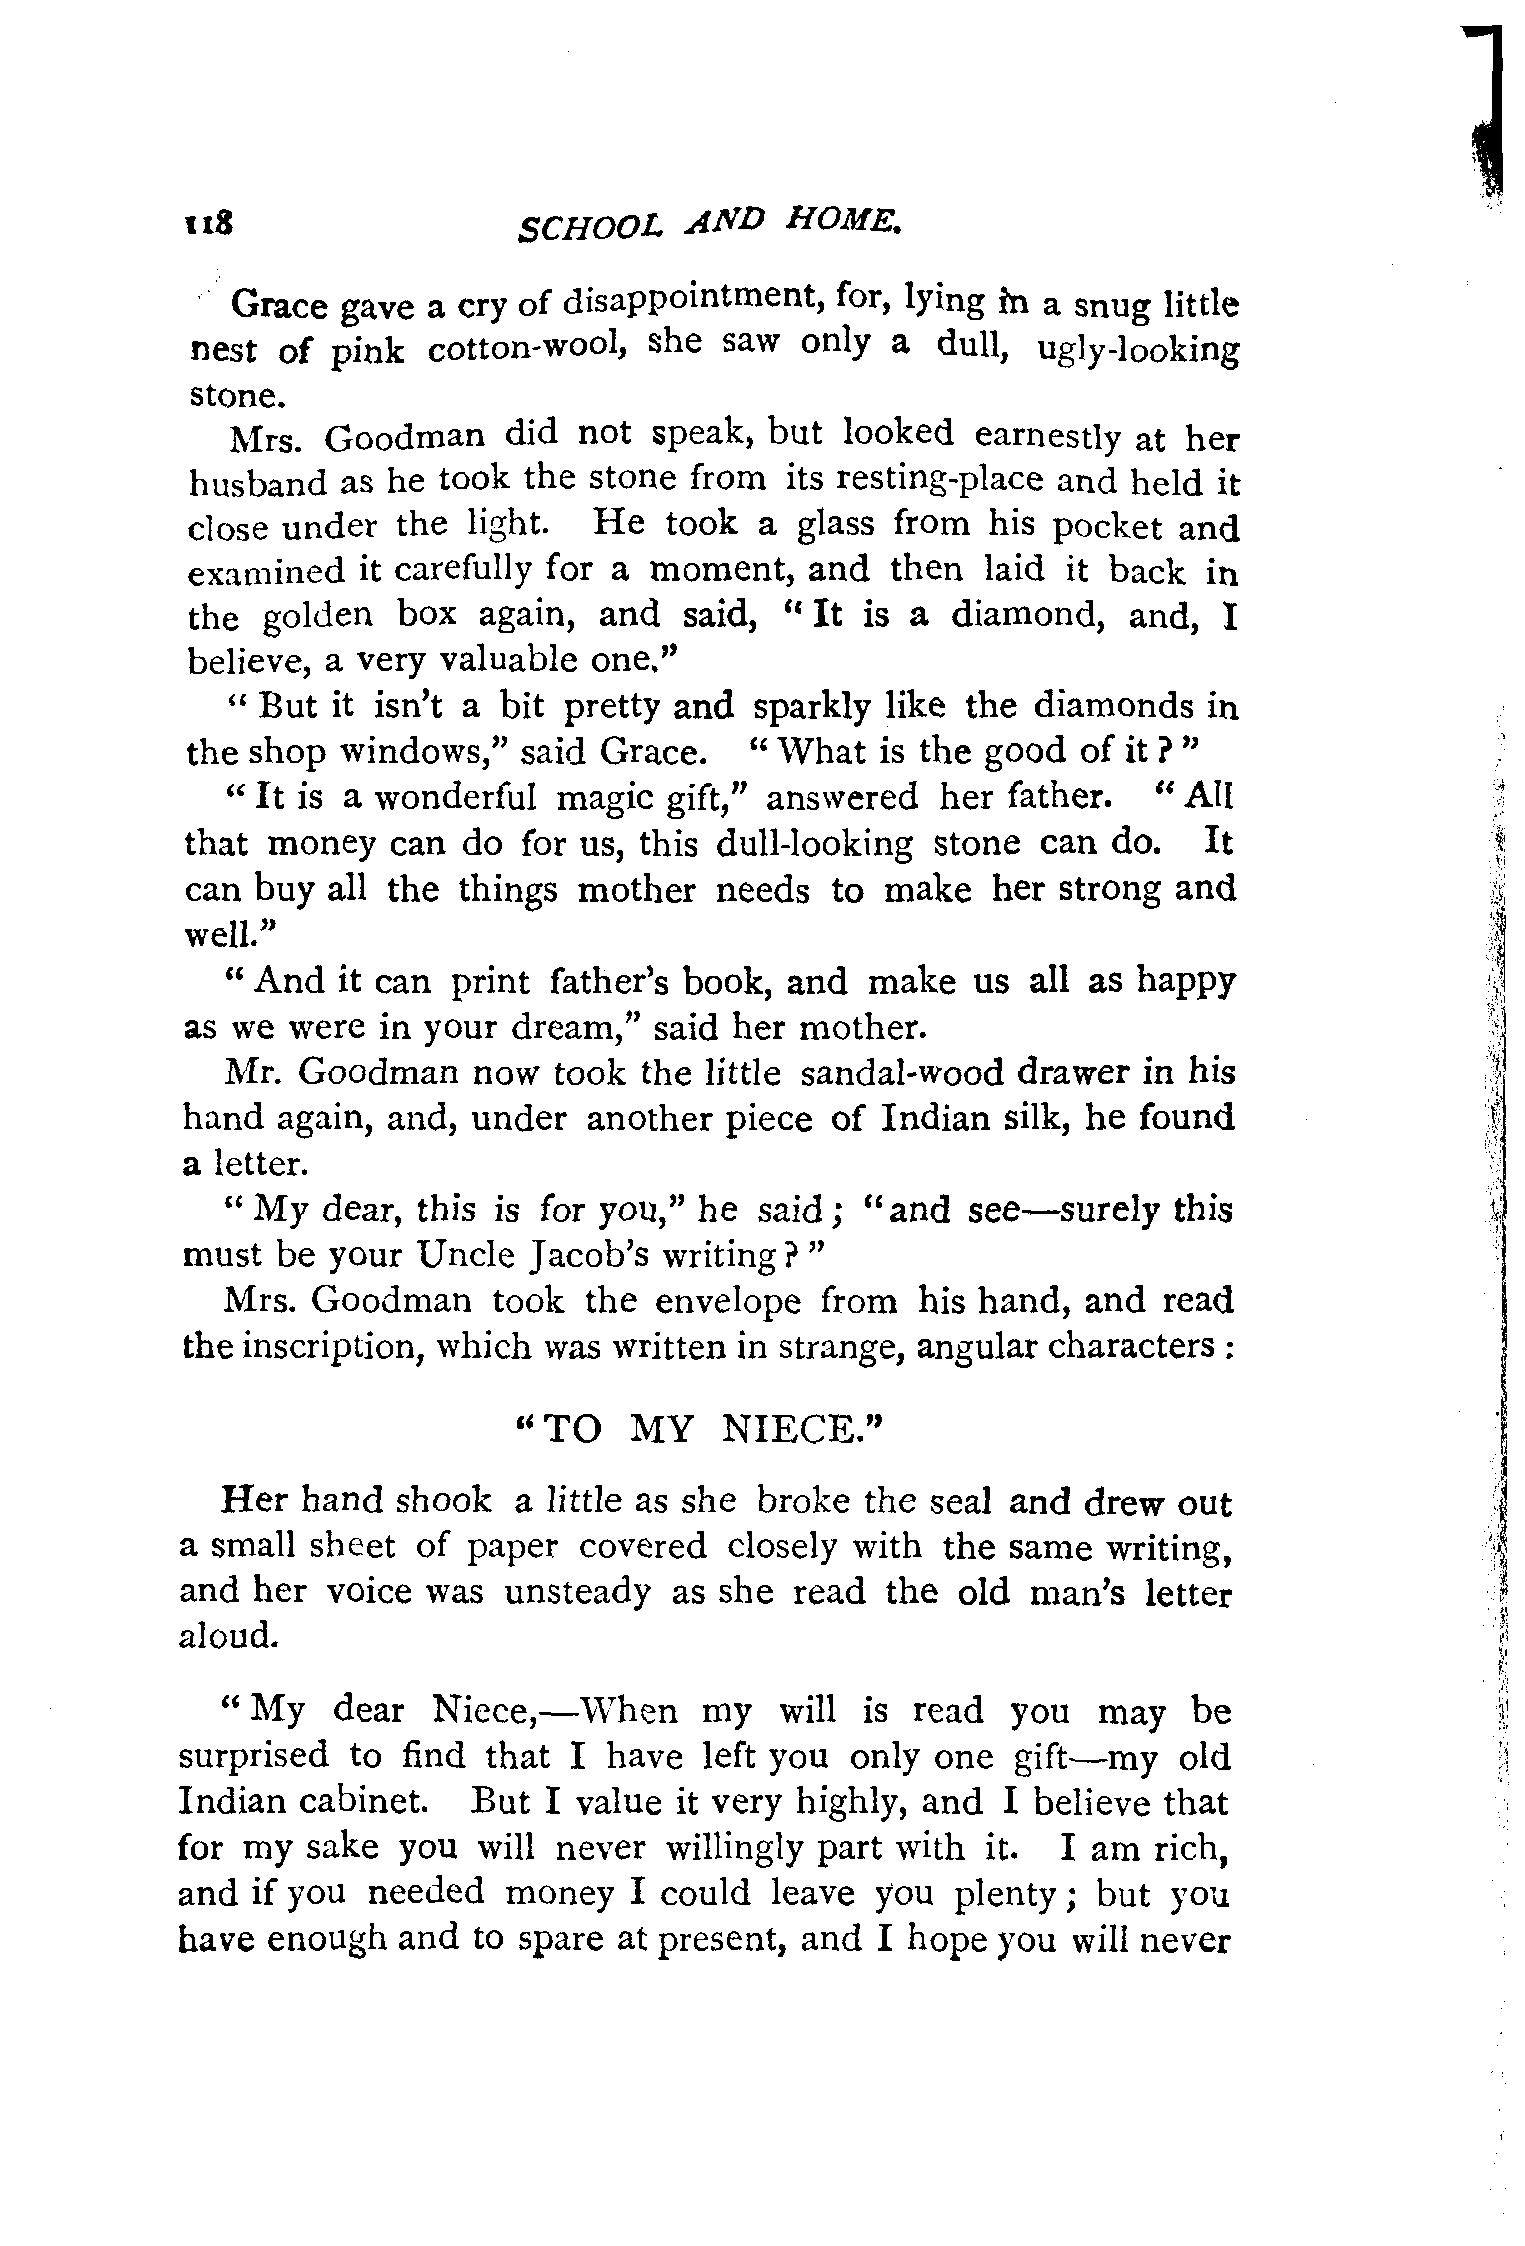 118 SCHOOL AND HOME.
Grace gave a cry of disappointment, for, lying in a snug little
nest of pink cotton-wool, she saw only a dull, ugly-looking
stone.
Mrs. Goodman did not speak, but looked earnestly at her
husband as he took the stone from its resting-place and held it
close under the light. He took a glass from his pocket and
examined it carefully for a moment, and then laid it back in
the golden box again, and said, “It is a diamond, and, I
believe, a very valuable one.”
“But it isn't a bit pretty and sparkly like the diamonds in
the shop windows,” said Grace. “What is the good of it?”
“It is a wonderful magic gift,” answered her father. “All
that money can do for us, this dull-looking stone can do. It
can buy all the things mother needs to make her strong and
well.”
“And it can print father's book, and make us all as happy
as we were in your dream,” said her mother.
Mr. Goodman now took the little sandal-wood drawer in his
hand again, and, under another piece of Indian silk, he found
a letter.
“My dear, this is for you,” he said; “and see—surely this
must be your Uncle Jacob's writing?”
Mrs. Goodman took the envelope from his hand, and read
the inscription, which was written in strange, angular characters:
“TO MY NIECE.”
Her hand shook a little as she broke the seal and drew out
a small sheet of paper covered closely with the same writing,
and her voice was unsteady as she read the old man's letter
aloud.
“My dear Niece,—When my will is read you may be
surprised to find that I have left you only one gift—my old
Indian cabinet. But I value it very highly, and I believe that
for my sake you will never willingly part with it. I am rich,
and if you needed money I could leave you plenty; but you
have enough and to spare at present, and I hope you will never